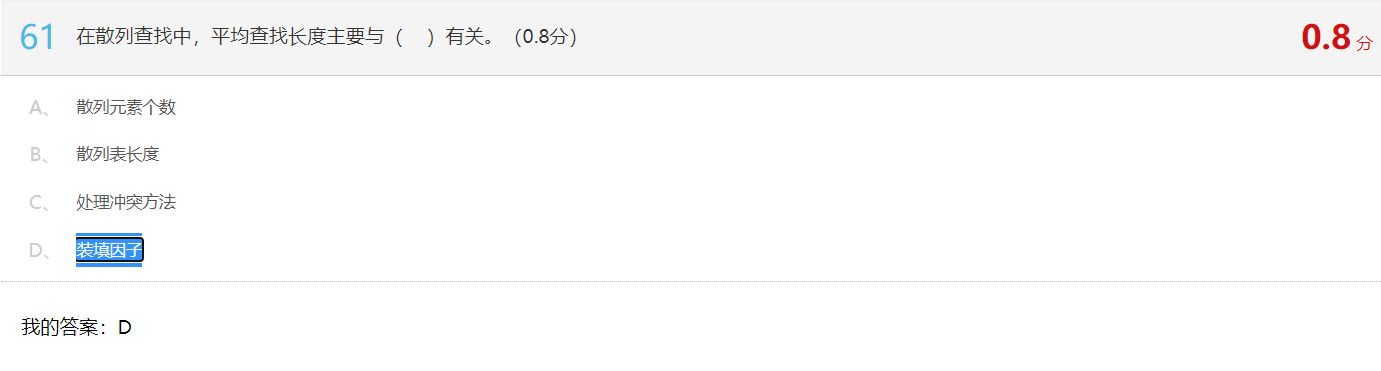 61 在散列查找中，平均查找长度主要与（ ）有关。（0.8分） 0.8 分
A、 散列元素个数
B、 散列表长度
C、 处理冲突方法
D、 装填因子
我的答案：D